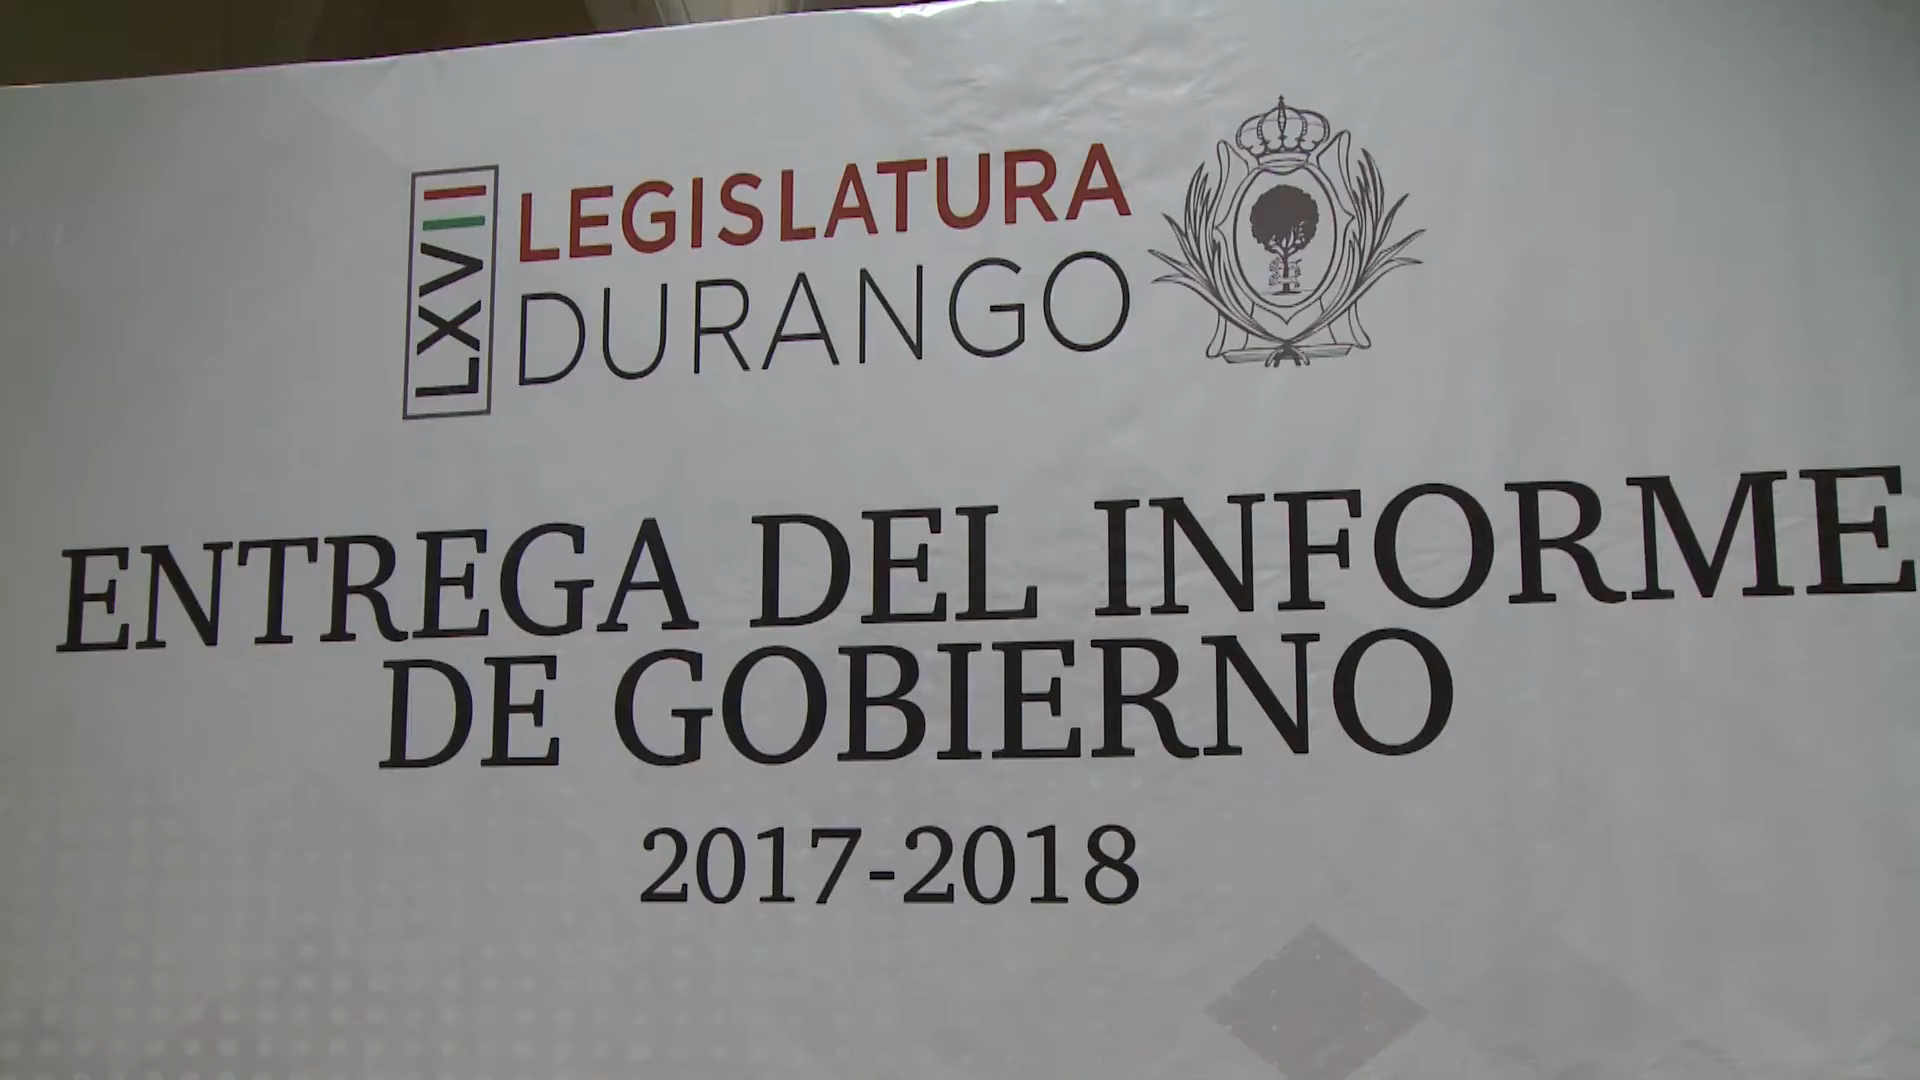 LXVII
LEGISLATURA
DURANGO
ENTREGA DEL INFORME
DE GOBIERNO
2017-2018